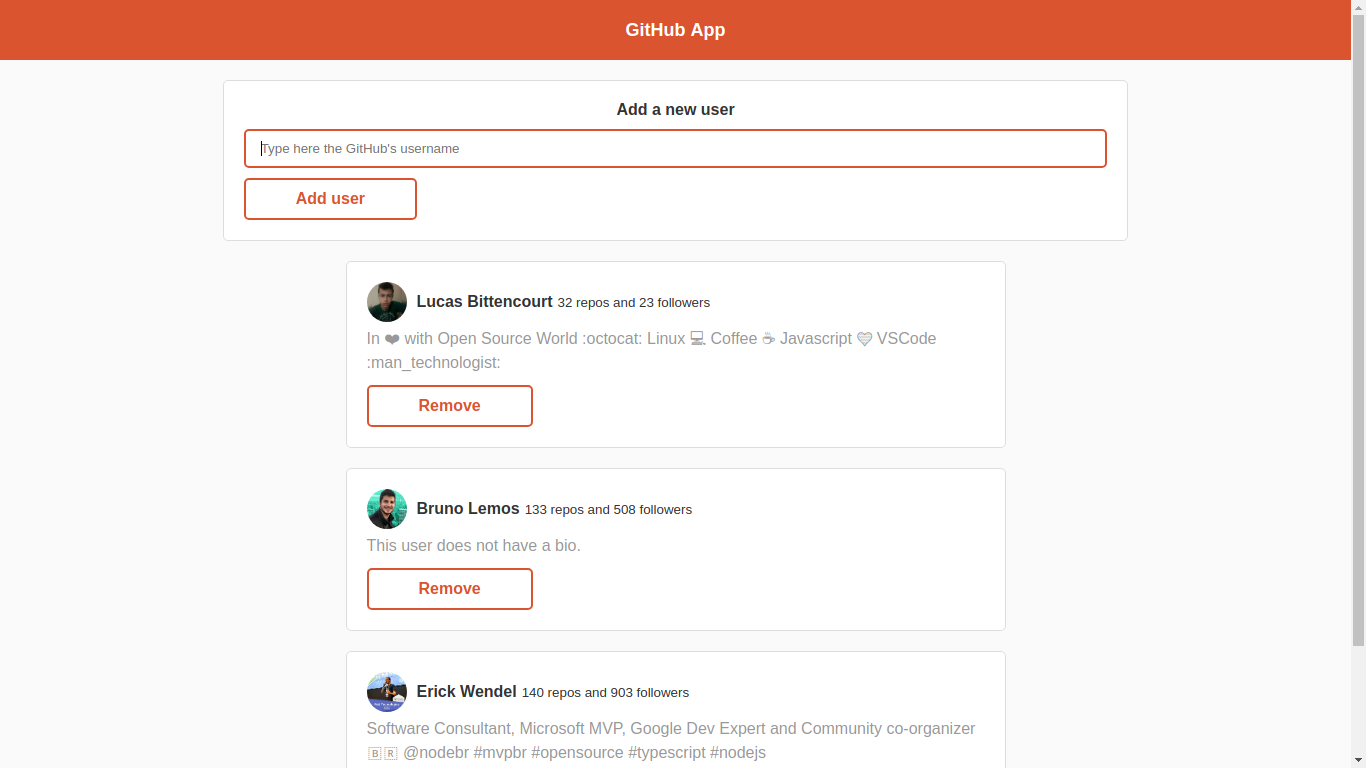 GitHub App
Add a new user
Type here the GitHub's username
Add user
Lucas Bittencourt 32 repos and 23 followers
In ❤ with Open Source World :octocat: Linux 💻 Coffee ☕ Javascript 💛 VSCode
:man_technologist:
Remove
Bruno Lemos 133 repos and 508 followers
This user does not have a bio.
Remove
Erick Wendel 140 repos and 903 followers
Software Consultant, Microsoft MVP, Google Dev Expert and Community co-organizer
🇧🇷 @nodebr #mvpbr #opensource #typescript #nodejs